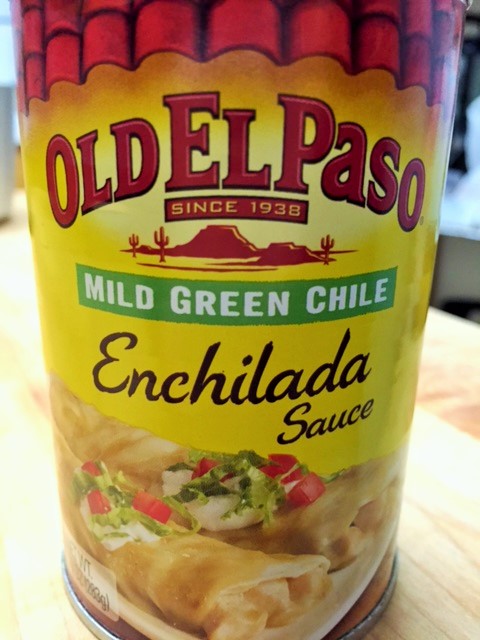 OLD EL PASO
SINCE 1938
MILD GREEN CHILE
Enchilada
Sauce